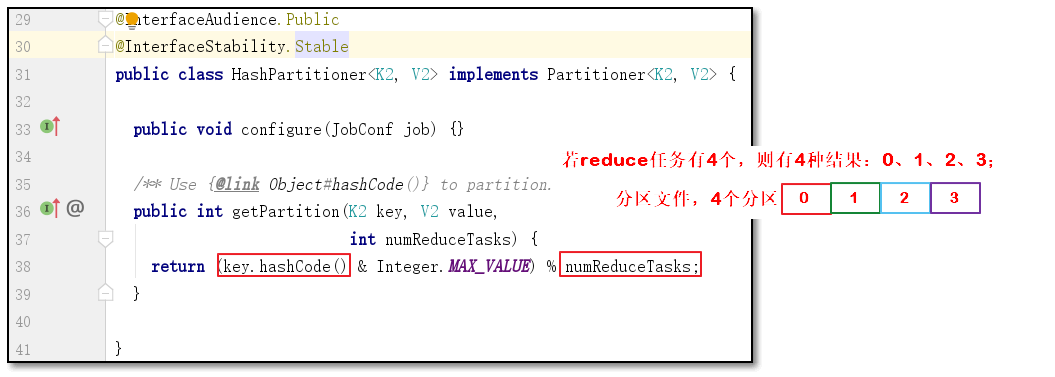 29 @InterfaceAudience.Public
30 @InterfaceStability.Stable
31 public class HashPartitioner<K2, V2> implements Partitioner<K2, V2> {
32
33 public void configure(JobConf job) {}
34
若reduce任务有4个，则有4种结果：0、1、2、3；
35 /** Use {@link Object#hashCode()} to partition.
分区文件，4个分区 0 1 2 3
36 @ public int getPartition(K2 key, V2 value,
37 int numReduceTasks) {
38 return (key.hashCode() & Integer.MAX_VALUE) % numReduceTasks;
39 }
40
41 }